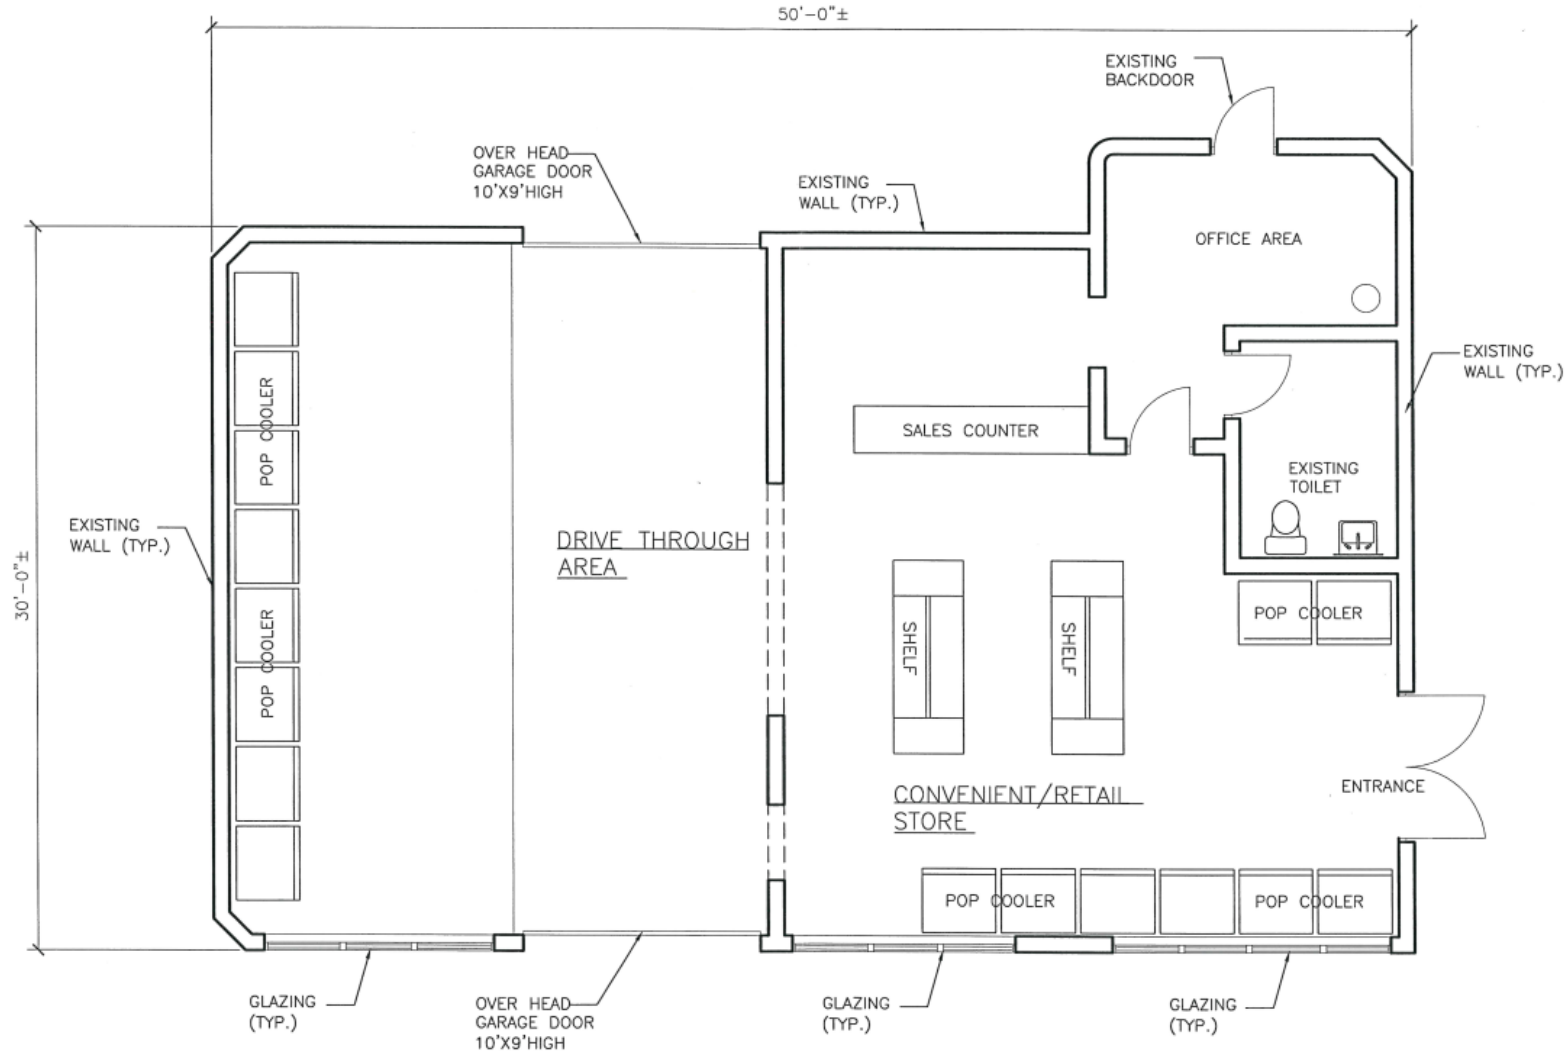 50'-0"±
EXISTING
BACKDOOR
OVER HEAD
GARAGE DOOR
10'X9'HIGH
EXISTING
WALL (TYP.)
OFFICE AREA
EXISTING
WALL (TYP.)
POP COOLER
SALES COUNTER
EXISTING
TOILET
EXISTING
WALL (TYP.)
DRIVE THROUGH
AREA
30'-0"±
POP COOLER
SHELF
SHELF
POP COOLER
CONVENIENT/RETAIL
STORE
ENTRANCE
POP COOLER
POP COOLER
GLAZING
(TYP.)
OVER HEAD
GARAGE DOOR
10'X9'HIGH
GLAZING
(TYP.)
GLAZING
(TYP.)